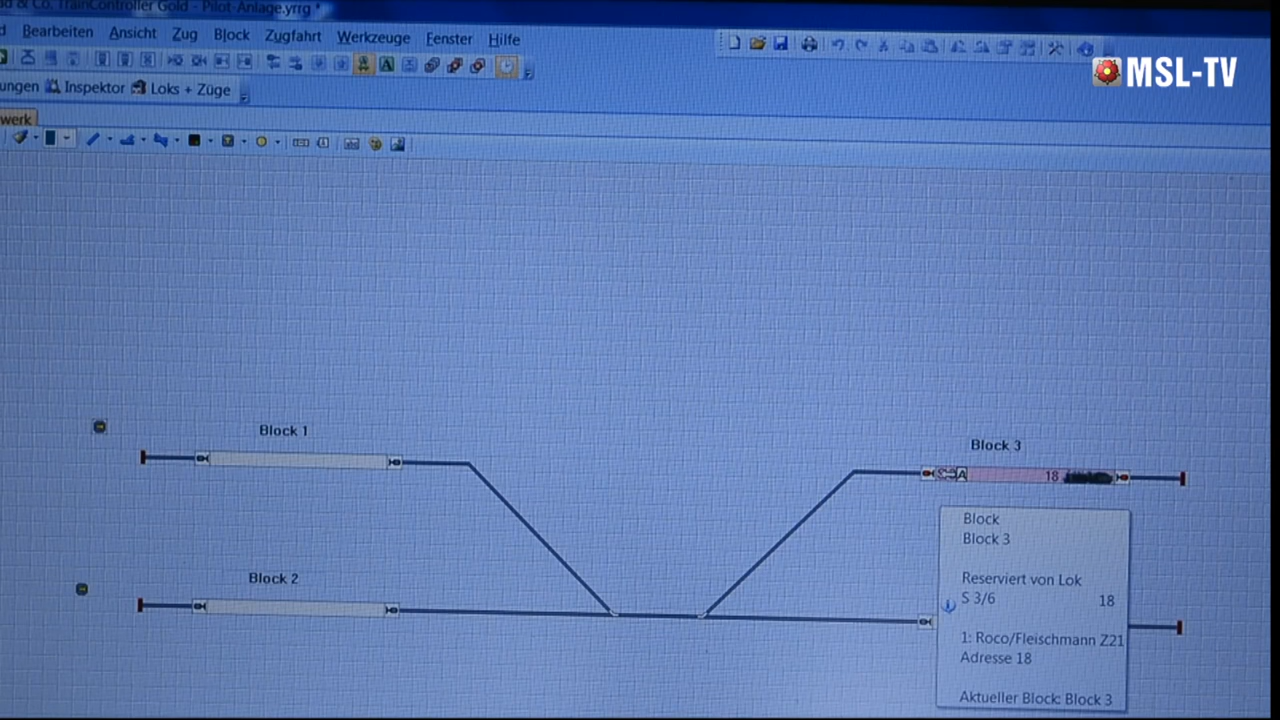 & Co. TrainController Gold - Pilot-Anlage.yrrg *
Bearbeiten Ansicht Zug Block Zugfahrt Werkzeuge Fenster Hilfe
MSL-TV
ungen Inspektor Loks + Züge
werk
Block 1
Block 3
18
Block 2
Block
Block 3
Reserviert von Lok
S 3/6 18
1: Roco/Fleischmann Z21
Adresse 18
Aktueller Block: Block 3